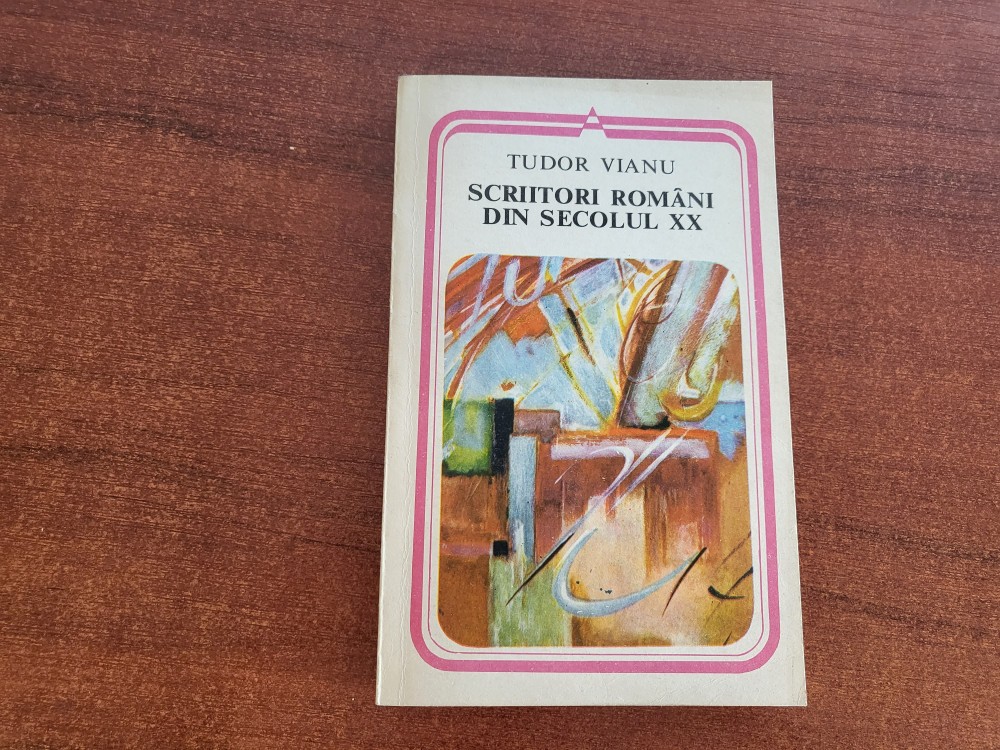 TUDOR VIANU
SCRIITORI ROMÂNI
DIN SECOLUL XX